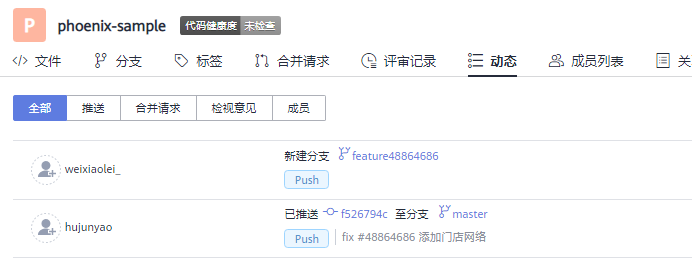 P phoenix-sample 代码健康度 未检查
文件 分支 标签 合并请求 评审记录 动态 成员列表 关
全部 推送 合并请求 检视意见 成员
weixiaolei_ 新建分支 feature48864686
Push
hujunyao 已推送 f526794c 至分支 master
Push fix #48864686 添加门店网络